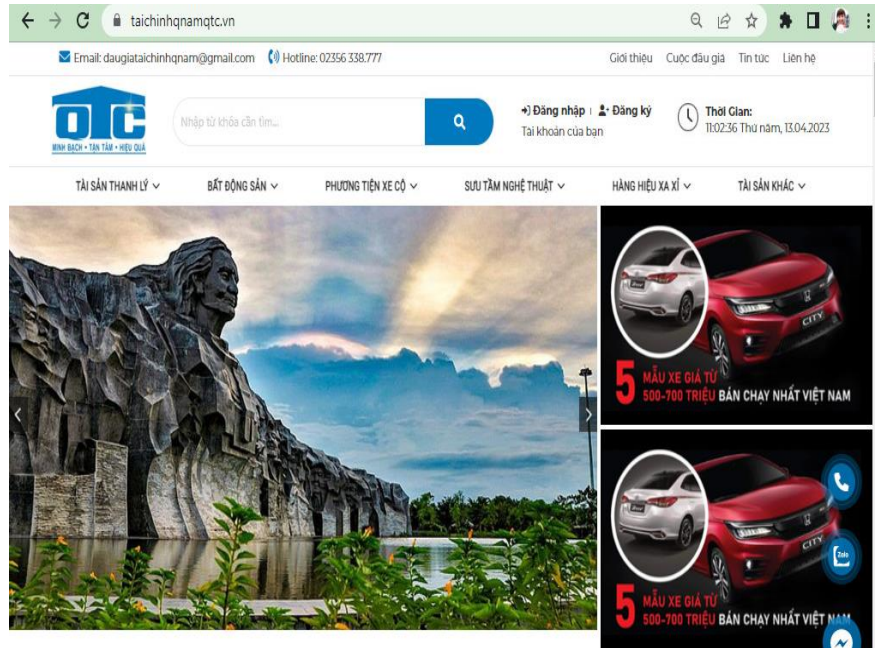 taichinhqnamqtc.vn
Email: daugiataichinhqnam@gmail.com Hotline: 02356 338.777
Giới thiệu Cuộc đấu giá Tin tức Liên hệ
QTC
MINH BẠCH • TẬN TÂM • HIỆU QUẢ
Nhập từ khóa cần tìm...
Đăng nhập | Đăng ký
Tài khoản của bạn
Thời Gian:
11:02:36 Thứ năm, 13.04.2023
TÀI SẢN THANH LÝ BẤT ĐỘNG SẢN PHƯƠNG TIỆN XE CỘ SƯU TẦM NGHỆ THUẬT HÀNG HIỆU XA XỈ TÀI SẢN KHÁC
CITY
5 MẪU XE GIÁ TỪ
500-700 TRIỆU BÁN CHẠY NHẤT VIỆT NAM
CITY
5 MẪU XE GIÁ TỪ
500-700 TRIỆU BÁN CHẠY NHẤT VIỆT NAM
Zalo